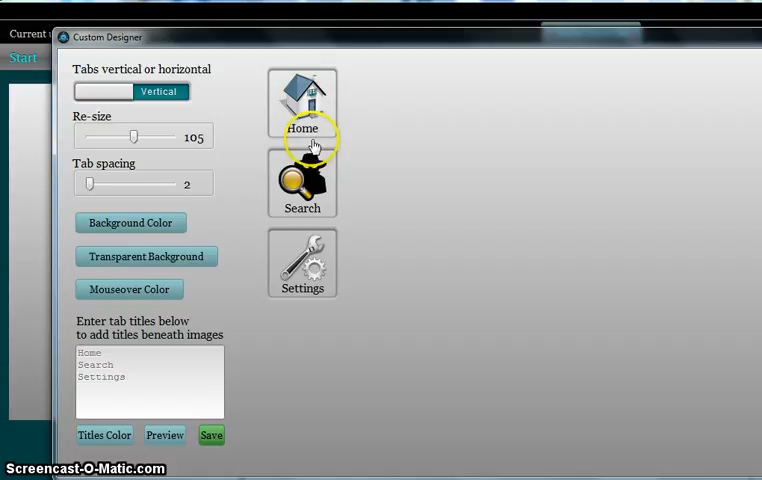 Current u
Custom Designer
Start
Tabs vertical or horizontal
Vertical
Re-size
105
Tab spacing
2
Background Color
Transparent Background
Mouseover Color
Enter tab titles below
to add titles beneath images
Home
Search
Settings
Titles Color
Preview
Save
Home
Search
Settings
Screencast-O-Matic.com